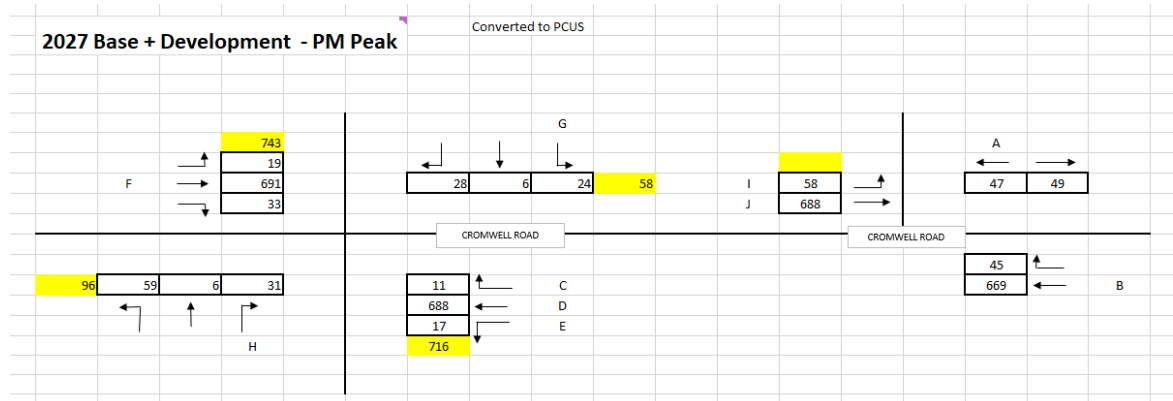 Converted to PCUS
2027 Base + Development - PM Peak
G
743
A
19
F 691 28 6 24 58 I 58 47 49
33 J 688
CROMWELL ROAD CROMWELL ROAD
45
96 59 6 31 11 C 669 B
688 D
17 E
H 716